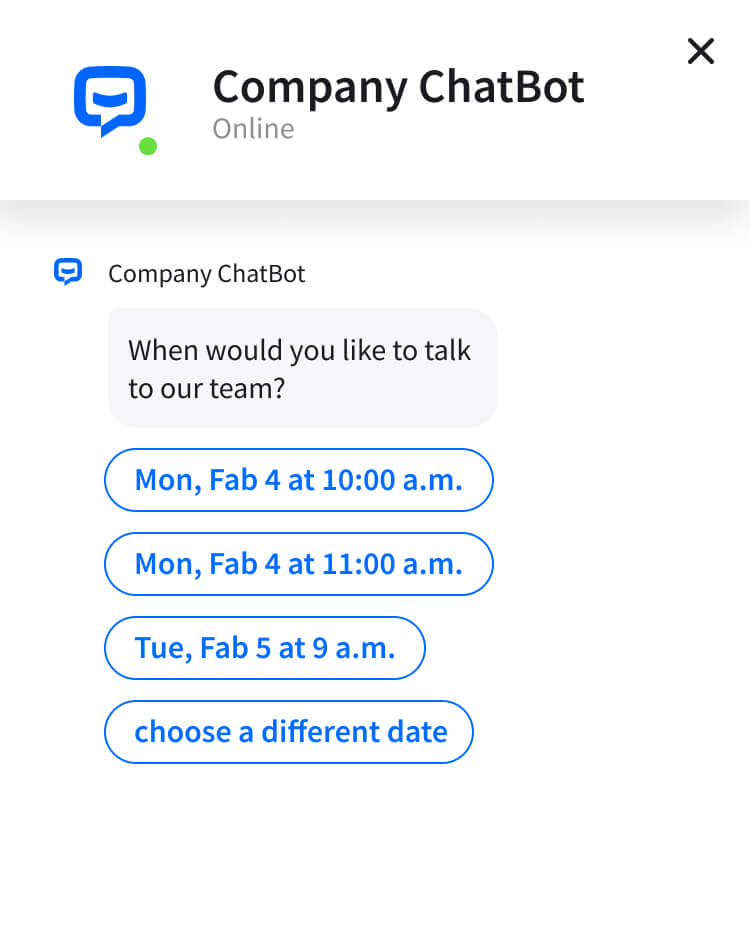 Company ChatBot
Online
Company ChatBot
When would you like to talk
to our team?
Mon, Fab 4 at 10:00 a.m.
Mon, Fab 4 at 11:00 a.m.
Tue, Fab 5 at 9 a.m.
choose a different date